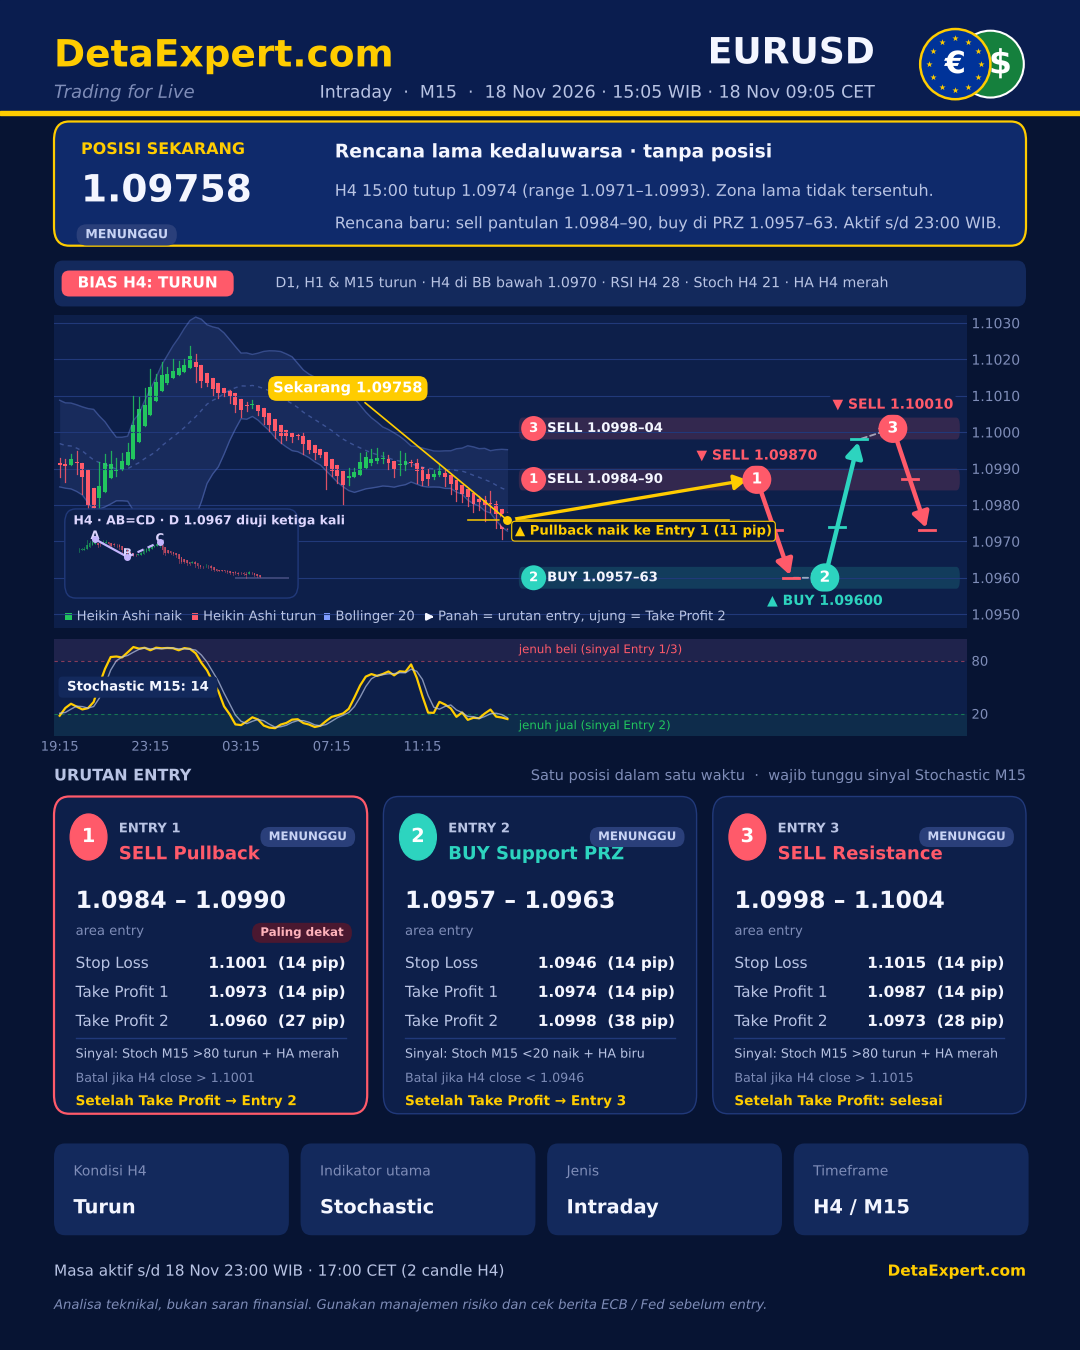 DetaExpert.com
EURUSD
€ $
Trading for Live
Intraday · M15 · 18 Nov 2026 · 15:05 WIB · 18 Nov 09:05 CET
POSISI SEKARANG
1.09758
MENUNGGU
Rencana lama kedaluwarsa · tanpa posisi
H4 15:00 tutup 1.0974 (range 1.0971–1.0993). Zona lama tidak tersentuh.
Rencana baru: sell pantulan 1.0984–90, buy di PRZ 1.0957–63. Aktif s/d 23:00 WIB.
BIAS H4: TURUN
D1, H1 & M15 turun · H4 di BB bawah 1.0970 · RSI H4 28 · Stoch H4 21 · HA H4 merah
1.1030
1.1020
1.1010
1.1000
1.0990
1.0980
1.0970
1.0960
1.0950
Sekarang 1.09758
▼ SELL 1.10010
3 SELL 1.0998–04
3
▼ SELL 1.09870
1 SELL 1.0984–90
1
▲ Pullback naik ke Entry 1 (11 pip)
2 BUY 1.0957–63
2
▲ BUY 1.09600
H4 · AB=CD · D 1.0967 diuji ketiga kali
A
B
C
Heikin Ashi naik
Heikin Ashi turun
Bollinger 20
Panah = urutan entry, ujung = Take Profit 2
jenuh beli (sinyal Entry 1/3)
80
Stochastic M15: 14
20
jenuh jual (sinyal Entry 2)
19:15 23:15 03:15 07:15 11:15
URUTAN ENTRY
Satu posisi dalam satu waktu · wajib tunggu sinyal Stochastic M15
1
ENTRY 1
MENUNGGU
SELL Pullback
1.0984 – 1.0990
area entry
Paling dekat
Stop Loss 1.1001 (14 pip)
Take Profit 1 1.0973 (14 pip)
Take Profit 2 1.0960 (27 pip)
Sinyal: Stoch M15 >80 turun + HA merah
Batal jika H4 close > 1.1001
Setelah Take Profit → Entry 2
2
ENTRY 2
MENUNGGU
BUY Support PRZ
1.0957 – 1.0963
area entry
Stop Loss 1.0946 (14 pip)
Take Profit 1 1.0974 (14 pip)
Take Profit 2 1.0998 (38 pip)
Sinyal: Stoch M15 <20 naik + HA biru
Batal jika H4 close < 1.0946
Setelah Take Profit → Entry 3
3
ENTRY 3
MENUNGGU
SELL Resistance
1.0998 – 1.1004
area entry
Stop Loss 1.1015 (14 pip)
Take Profit 1 1.0987 (14 pip)
Take Profit 2 1.0973 (28 pip)
Sinyal: Stoch M15 >80 turun + HA merah
Batal jika H4 close > 1.1015
Setelah Take Profit: selesai
Kondisi H4
Turun
Indikator utama
Stochastic
Jenis
Intraday
Timeframe
H4 / M15
Masa aktif s/d 18 Nov 23:00 WIB · 17:00 CET (2 candle H4)
DetaExpert.com
Analisa teknikal, bukan saran finansial. Gunakan manajemen risiko dan cek berita ECB / Fed sebelum entry.